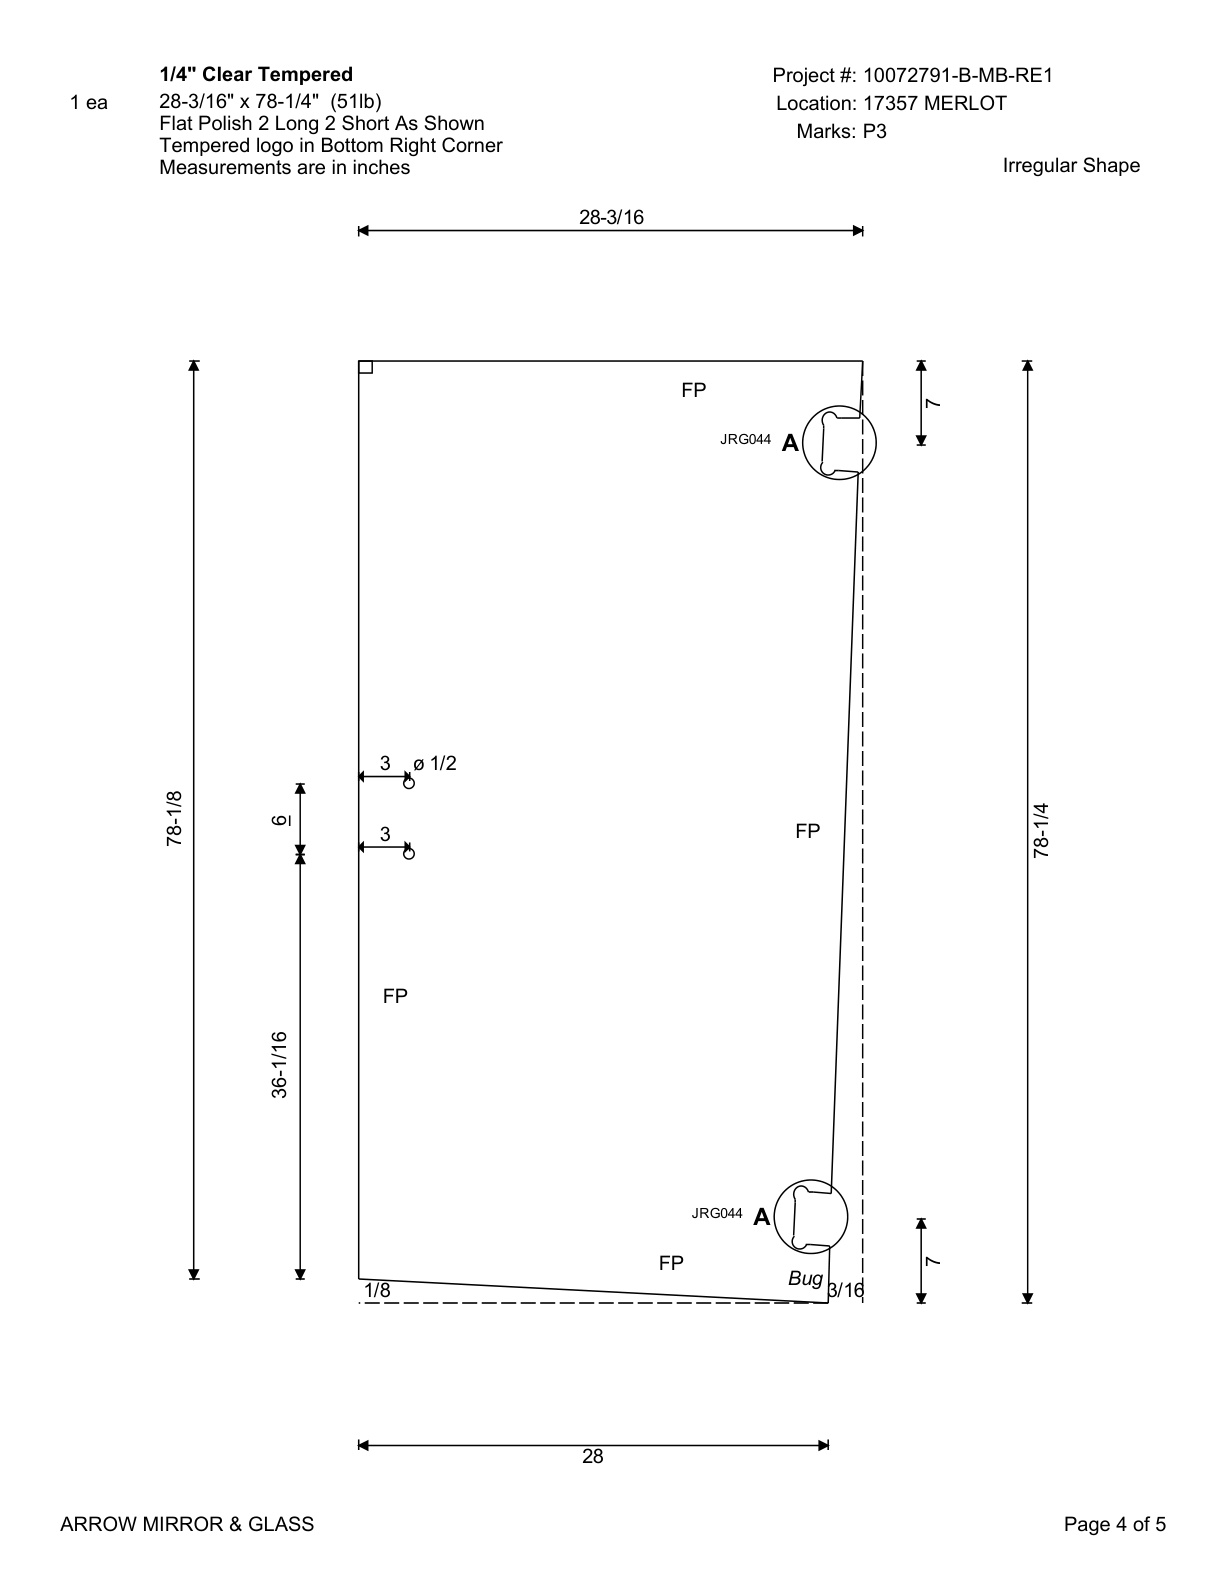 1/4" Clear Tempered
1 ea
28-3/16" x 78-1/4" (51lb)
Flat Polish 2 Long 2 Short As Shown
Tempered logo in Bottom Right Corner
Measurements are in inches
Project #: 10072791-B-MB-RE1
Location: 17357 MERLOT
Marks: P3
Irregular Shape
28-3/16
FP
7
JRG044 A
3 ø 1/2
6
3
78-1/8
FP
78-1/4
FP
36-1/16
JRG044 A
FP
7
Bug
1/8
3/16
28
ARROW MIRROR & GLASS
Page 4 of 5